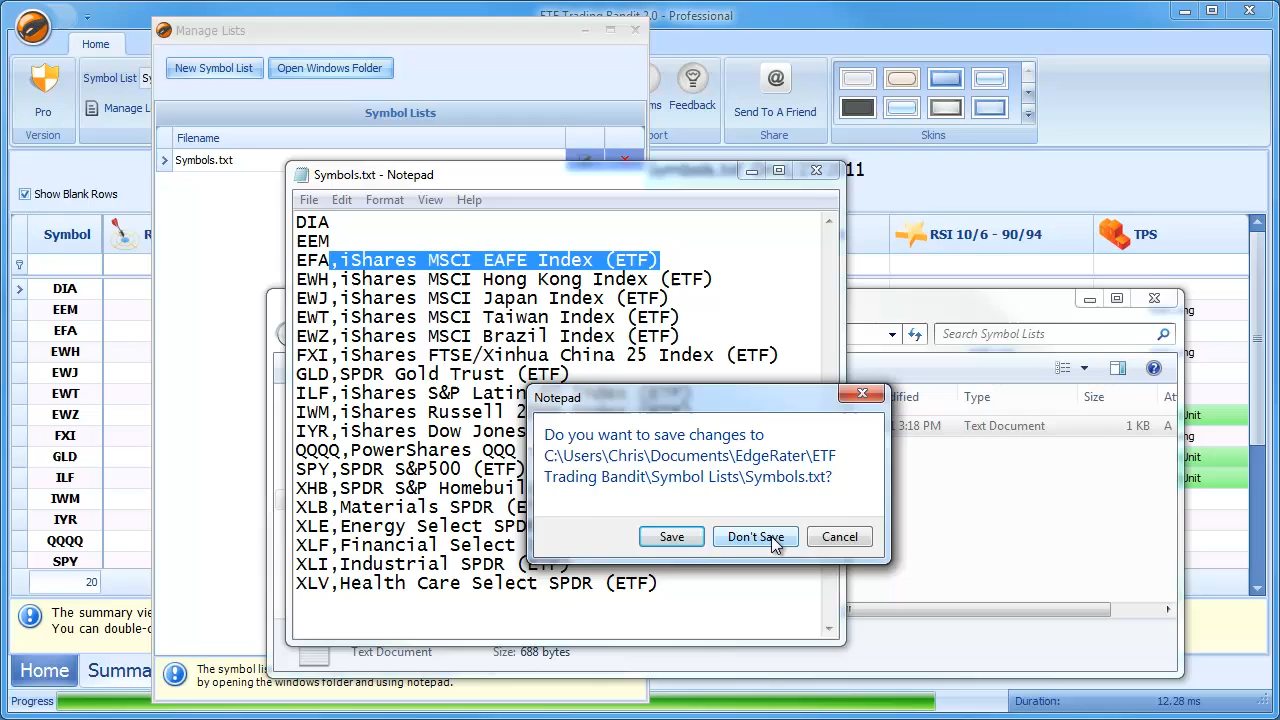 ETF Trading Bandit 2.0 - Professional
Manage Lists
Home
New Symbol List
Open Windows Folder
Symbol List
Manage L
Pro
Version
Feedback
Send To A Friend
Share
Skins
Symbol Lists
Filename
Symbols.txt
Show Blank Rows
Symbol
RSI 10/6 - 90/94
TPS
DIA
EEM
EFA
EWH
EWJ
EWT
EWZ
FXI
GLD
ILF
IWM
IYR
QQQQ
SPY
20
Symbols.txt - Notepad
File Edit Format View Help
DIA
EEM
EFA,iShares MSCI EAFE Index (ETF)
EWH,iShares MSCI Hong Kong Index (ETF)
EWJ,iShares MSCI Japan Index (ETF)
EWT,iShares MSCI Taiwan Index (ETF)
EWZ,iShares MSCI Brazil Index (ETF)
FXI,iShares FTSE/Xinhua China 25 Index (ETF)
GLD,SPDR Gold Trust (ETF)
ILF,iShares S&P Latin
IWM,iShares Russell 2
IYR,iShares Dow Jones
QQQQ,PowerShares QQQ
SPY,SPDR S&P500 (ETF)
XHB,SPDR S&P Homebuil
XLB,Materials SPDR (E
XLE,Energy Select SPD
XLF,Financial Select
XLI,Industrial SPDR (ETF)
XLV,Health Care Select SPDR (ETF)
Search Symbol Lists
Type
Size
3:18 PM
Text Document
1 KB
A
Unit
Unit
Unit
Notepad
Do you want to save changes to
C:\Users\Chris\Documents\EdgeRater\ETF
Trading Bandit\Symbol Lists\Symbols.txt?
Save
Don't Save
Cancel
Text Document
Size: 688 bytes
The summary vie
You can double-c
The symbol li
by opening the windows folder and using notepad.
Home
Summa
Progress
Duration:
12.28 ms